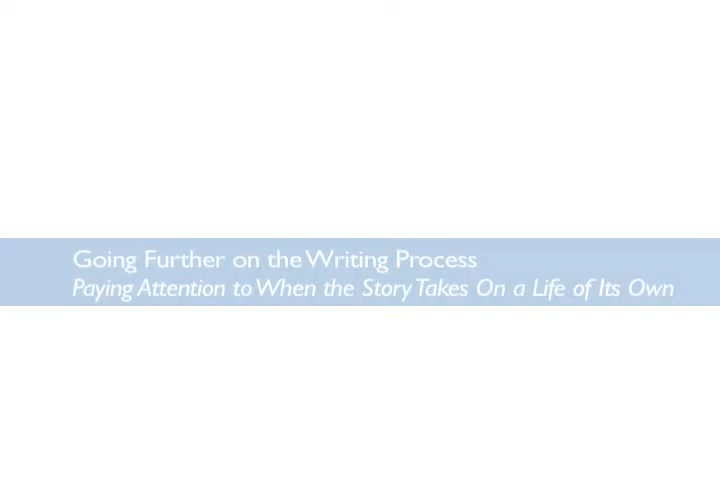 Going Further on the Writing Process
Paying Attention to When the Story Takes On a Life of Its Own